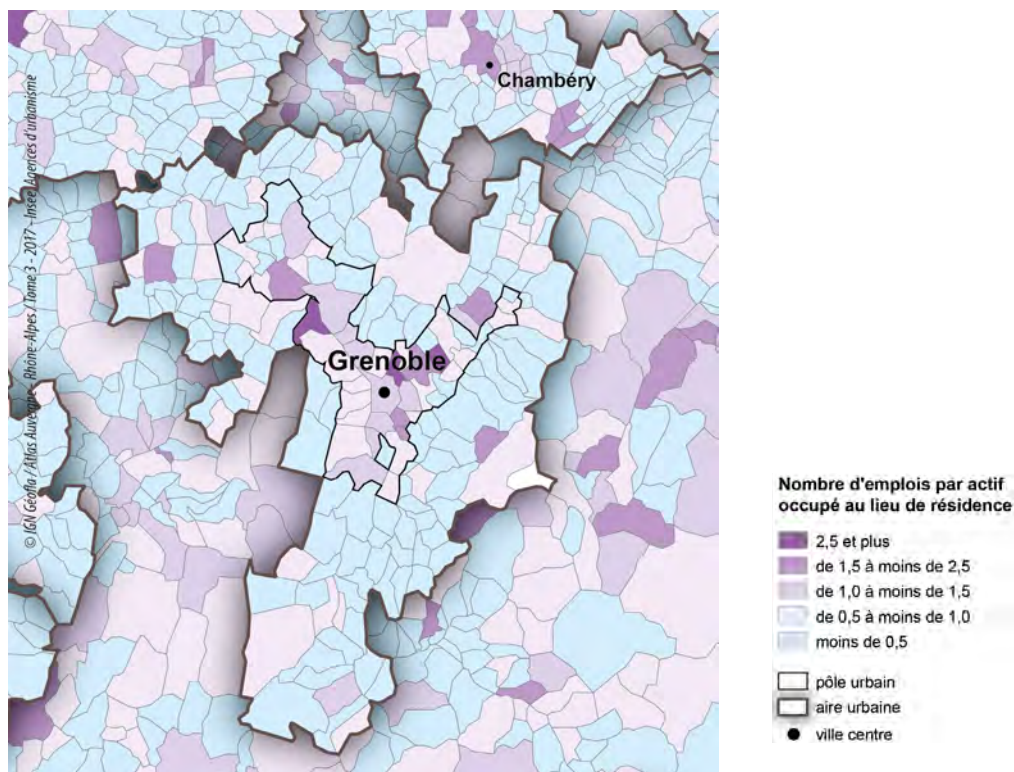 Chambéry
© IGN Géofla / Atlas Auvergne - Rhône-Alpes / Tome 3 - 2017 - Insee/Agences d'urbanisme
Grenoble
Nombre d'emplois par actif
occupé au lieu de résidence
2,5 et plus
de 1,5 à moins de 2,5
de 1,0 à moins de 1,5
de 0,5 à moins de 1,0
moins de 0,5
pôle urbain
aire urbaine
ville centre